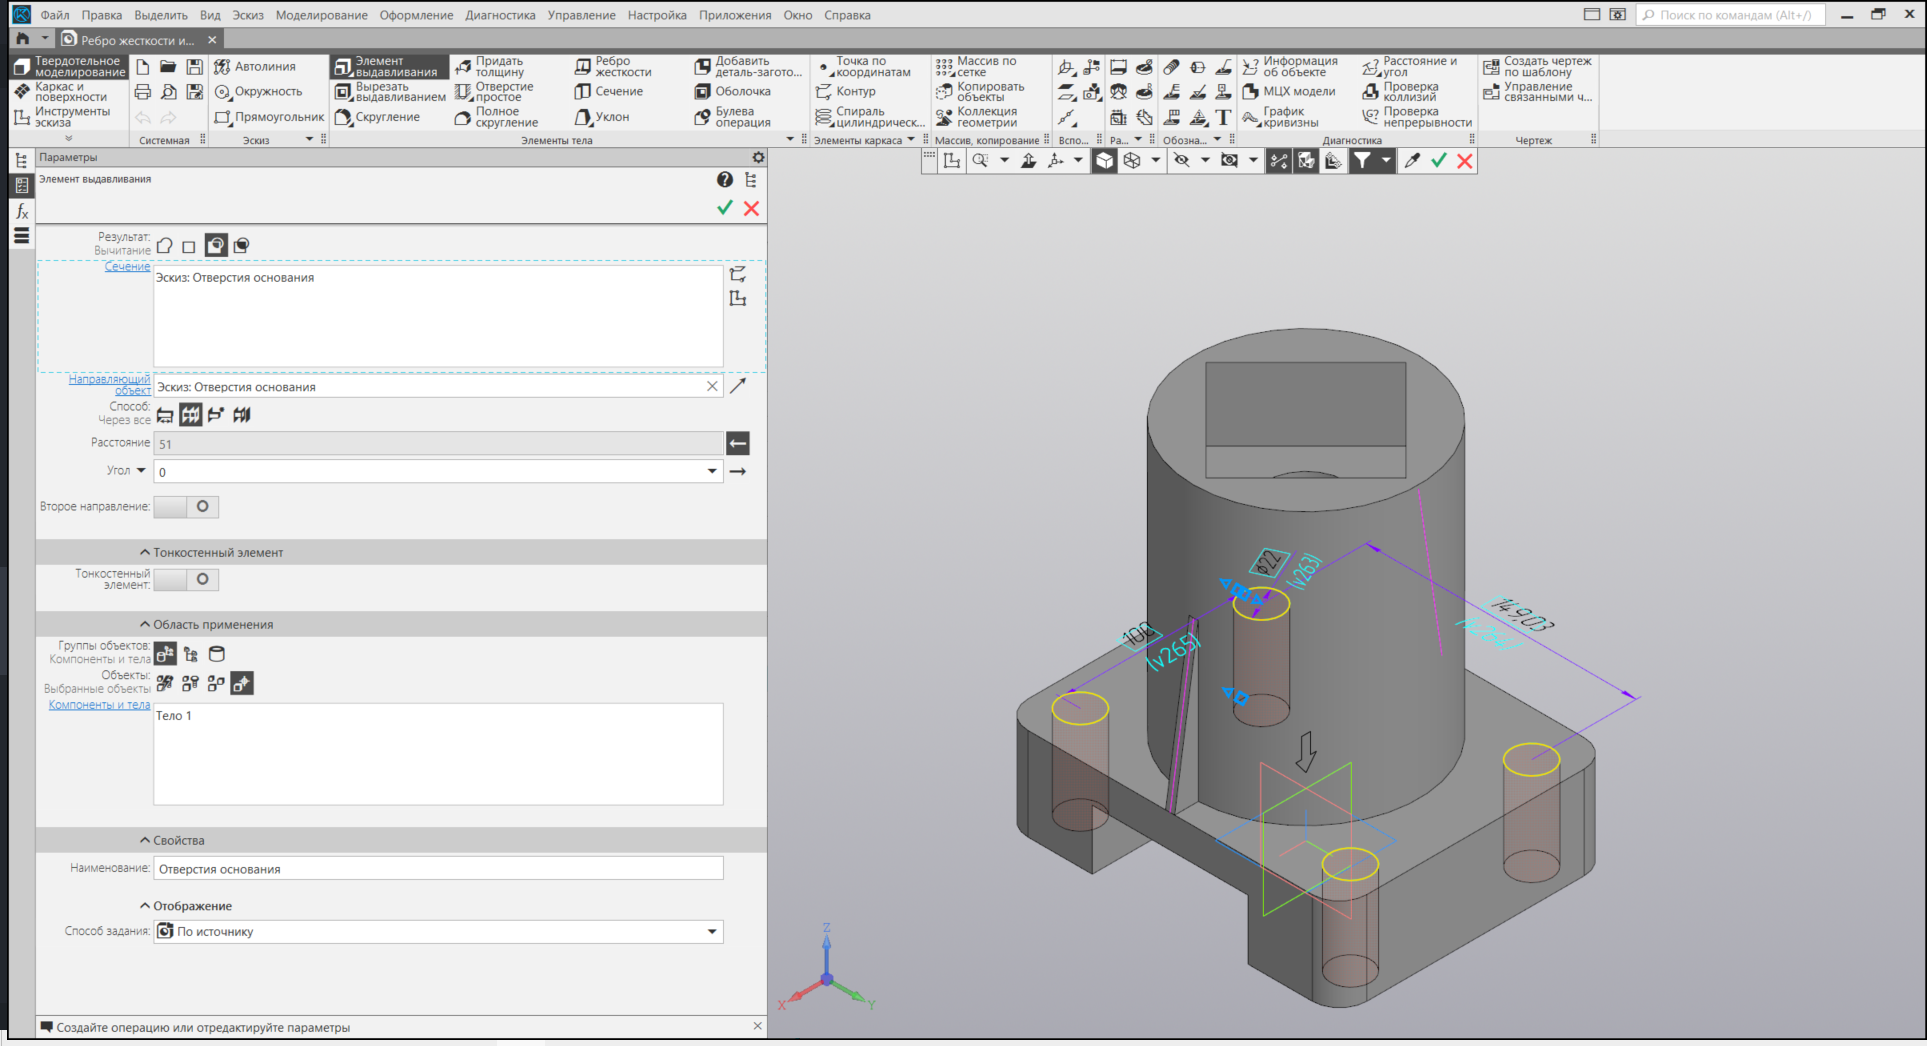 Файл Правка Выделить Вид Эскиз Моделирование Оформление Диагностика Управление Настройка Приложения Окно Справка
Поиск по командам (Alt+/)
Ребро жесткости и...
Твердотельное моделирование
Каркас и поверхности
Инструменты эскиза
Системная
Автолиния
Окружность
Прямоугольник
Эскиз
Элемент выдавливания
Вырезать выдавливанием
Скругление
Придать толщину
Отверстие простое
Полное скругление
Ребро жесткости
Сечение
Уклон
Добавить деталь-загото...
Оболочка
Булева операция
Элементы тела
Точка по координатам
Контур
Спираль цилиндрическ...
Элементы каркаса
Массив по сетке
Копировать объекты
Коллекция геометрии
Массив, копирование
Вспо...
Ра...
Обозна...
Информация об объекте
МЦХ модели
График кривизны
Расстояние и угол
Проверка коллизий
Проверка непрерывности
Диагностика
Создать чертеж по шаблону
Управление связанными ч...
Чертеж
Параметры
Элемент выдавливания
Результат:
Вычитание
Сечение
Эскиз: Отверстия основания
Направляющий объект
Эскиз: Отверстия основания
Способ:
Через все
Расстояние 51
Угол 0
Второе направление:
Тонкостенный элемент
Тонкостенный элемент:
Область применения
Группы объектов:
Компоненты и тела
Объекты:
Выбранные объекты
Компоненты и тела
Тело 1
Свойства
Наименование: Отверстия основания
Отображение
Способ задания: По источнику
Создайте операцию или отредактируйте параметры
ϕ22
(v263)
100
(v265)
149,03
Z
X
Y